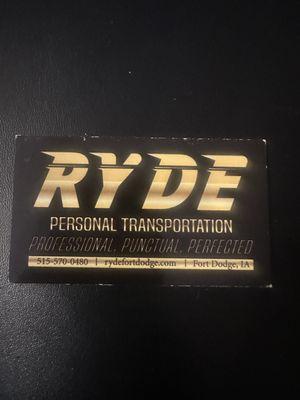 RYDE
PERSONAL TRANSPORTATION
PROFESSIONAL, PUNCTUAL, PERFECTED
515-570-0480 | rydefortdodge.com | Fort Dodge, IA